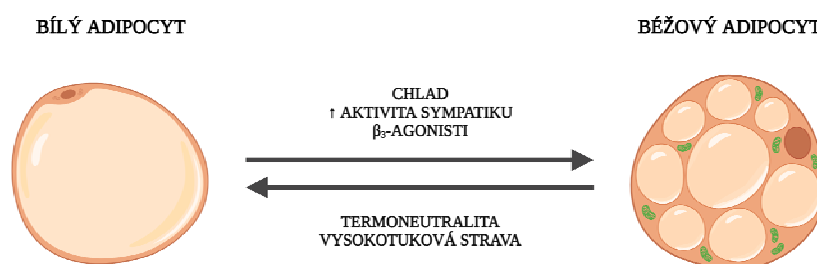 BÍLÝ ADIPOCYT
BÉŽOVÝ ADIPOCYT
CHLAD
↑ AKTIVITA SYMPATIKU
β₃-AGONISTI
TERMONEUTRALITA
VYSOKOTUKOVÁ STRAVA